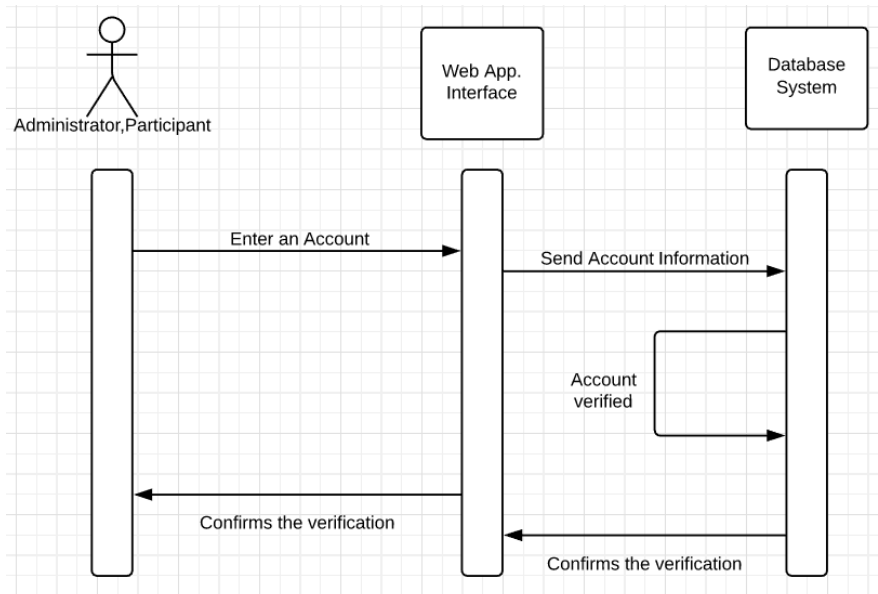 Administrator,Participant
Web App.
Interface
Database
System
Enter an Account
Send Account Information
Account
verified
Confirms the verification
Confirms the verification